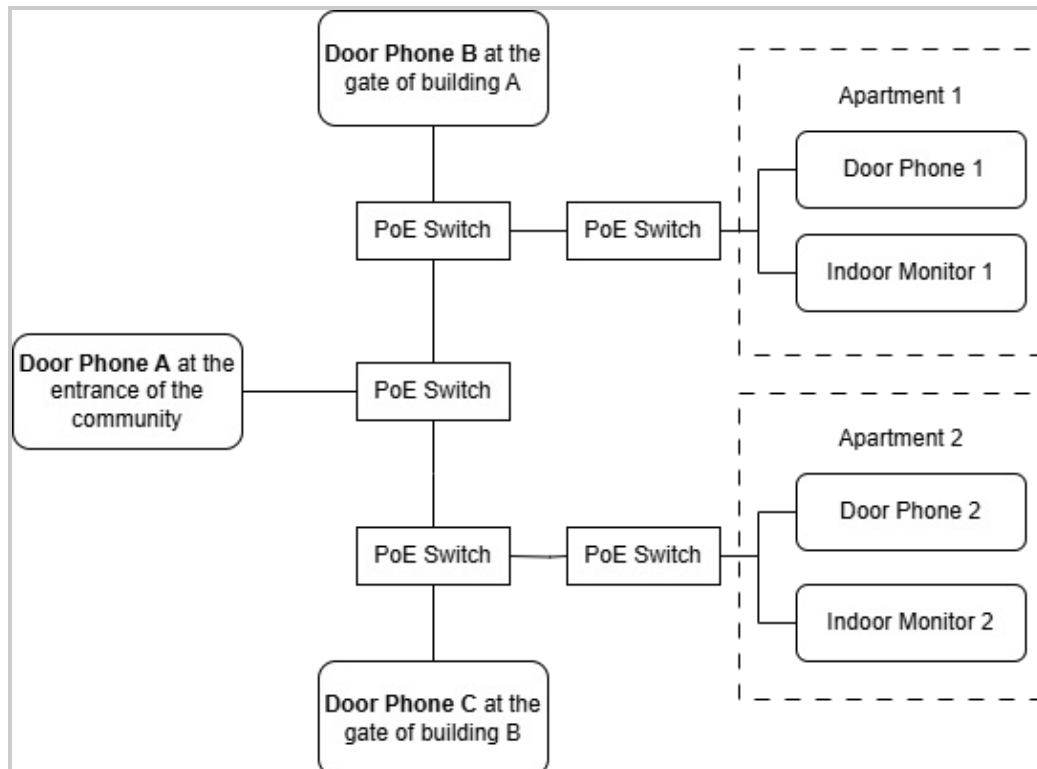 Door Phone B at the
gate of building A
Apartment 1
Door Phone 1
PoE Switch
PoE Switch
Indoor Monitor 1
Door Phone A at the
entrance of the
community
PoE Switch
Apartment 2
Door Phone 2
PoE Switch
PoE Switch
Indoor Monitor 2
Door Phone C at the
gate of building B